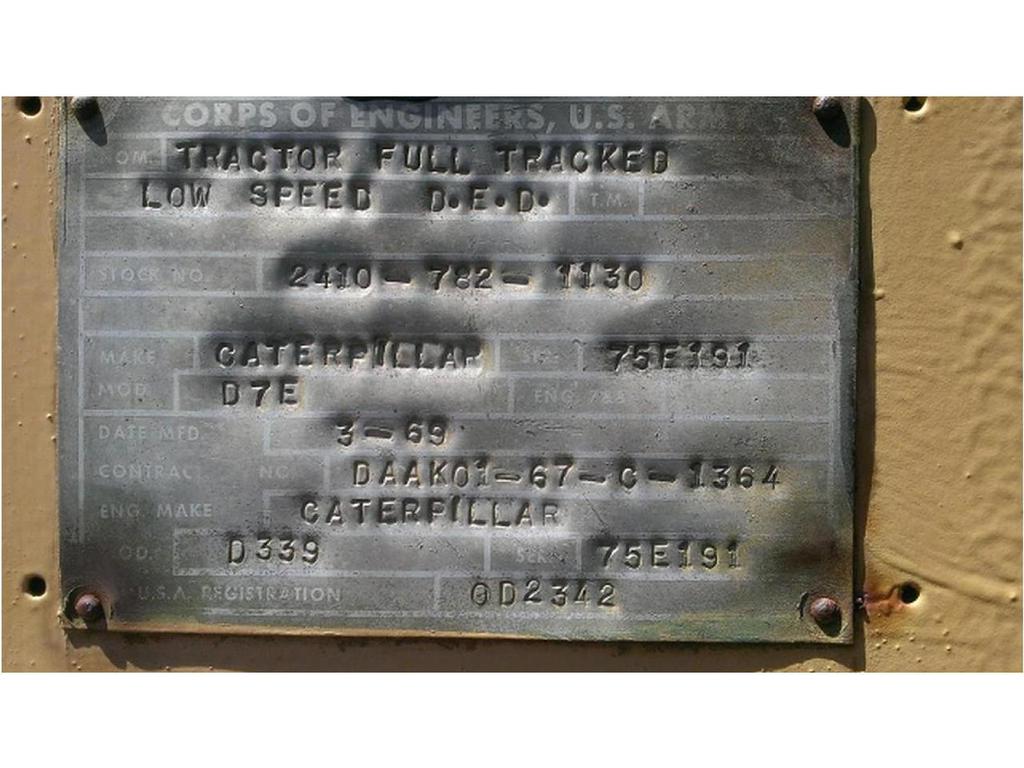 CORPS OF ENGINEERS, U.S. ARMY
NOM. TRACTOR FULL TRACKED
LOW SPEED D.E.D. T.M.
STOCK NO. 2410-782-1130
MAKE CATERPILLAR SER. 75E191
MOD. D7E ENG.
DATE MFD. 3-69
CONTRACT NO. DAAK01-67-C-1364
ENG. MAKE CATERPILLAR
MOD. D339 SER. 75E191
U.S.A. REGISTRATION 0D2342